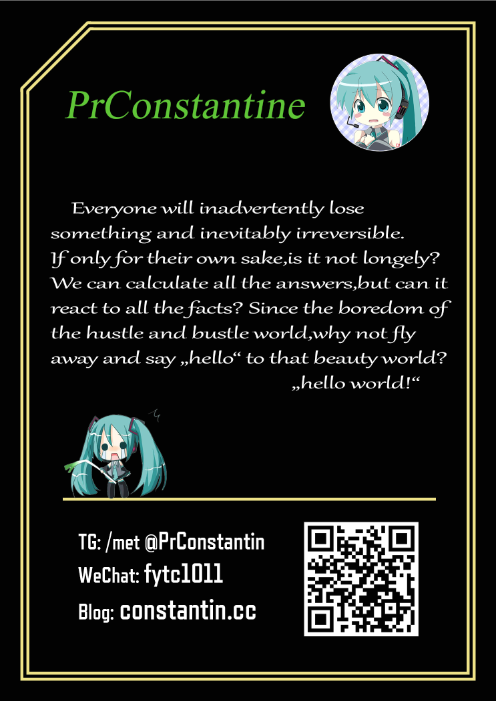 PrConstantine
Everyone will inadvertently lose
something and inevitably irreversible.
If only for their own sake,is it not longely?
We can calculate all the answers,but can it
react to all the facts? Since the boredom of
the hustle and bustle world,why not fly
away and say „hello“ to that beauty world?
„hello world!“
TG: /met @PrConstantin
WeChat: fytc1011
Blog: constantin.cc